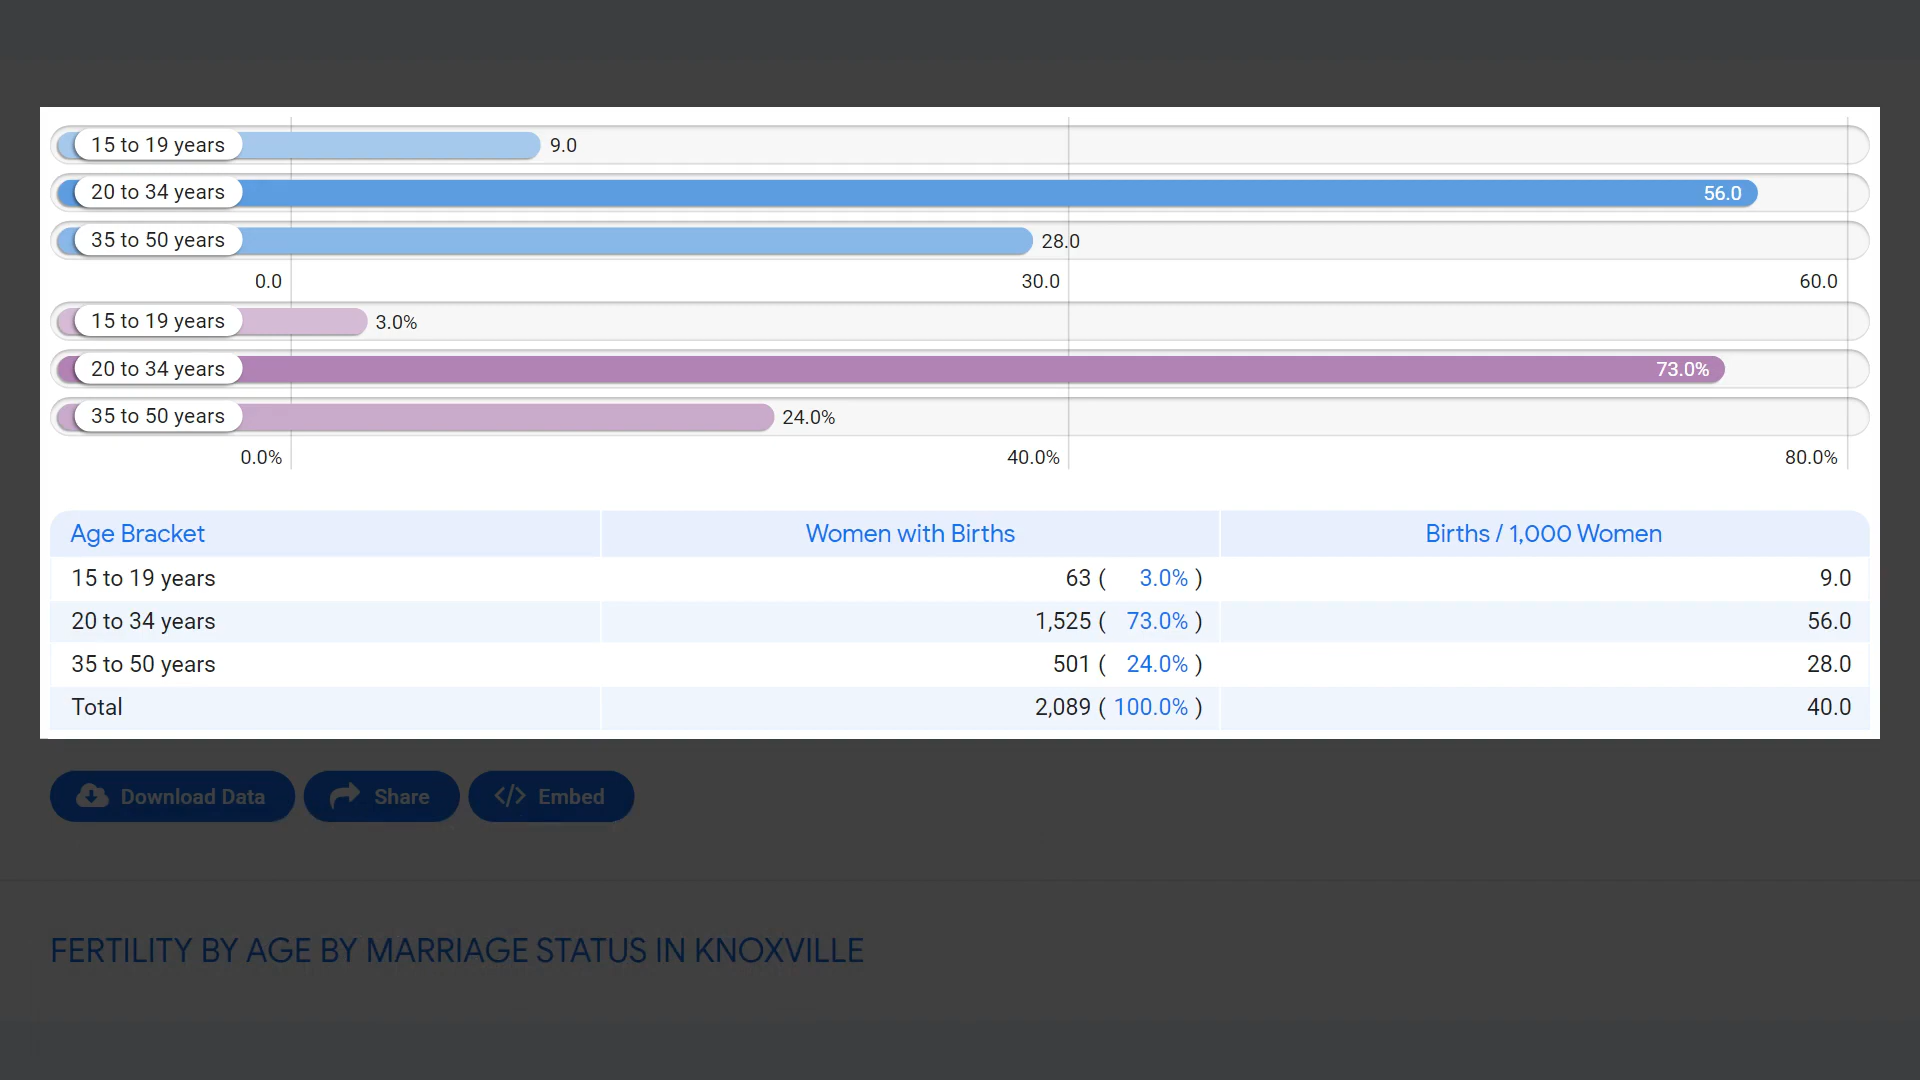 15 to 19 years 9.0
20 to 34 years 56.0
35 to 50 years 28.0
0.0 30.0 60.0
15 to 19 years 3.0%
20 to 34 years 73.0%
35 to 50 years 24.0%
0.0% 40.0% 80.0%
Age Bracket Women with Births Births / 1,000 Women
15 to 19 years 63 ( 3.0% ) 9.0
20 to 34 years 1,525 ( 73.0% ) 56.0
35 to 50 years 501 ( 24.0% ) 28.0
Total 2,089 ( 100.0% ) 40.0
Download Data Share </> Embed
FERTILITY BY AGE BY MARRIAGE STATUS IN KNOXVILLE